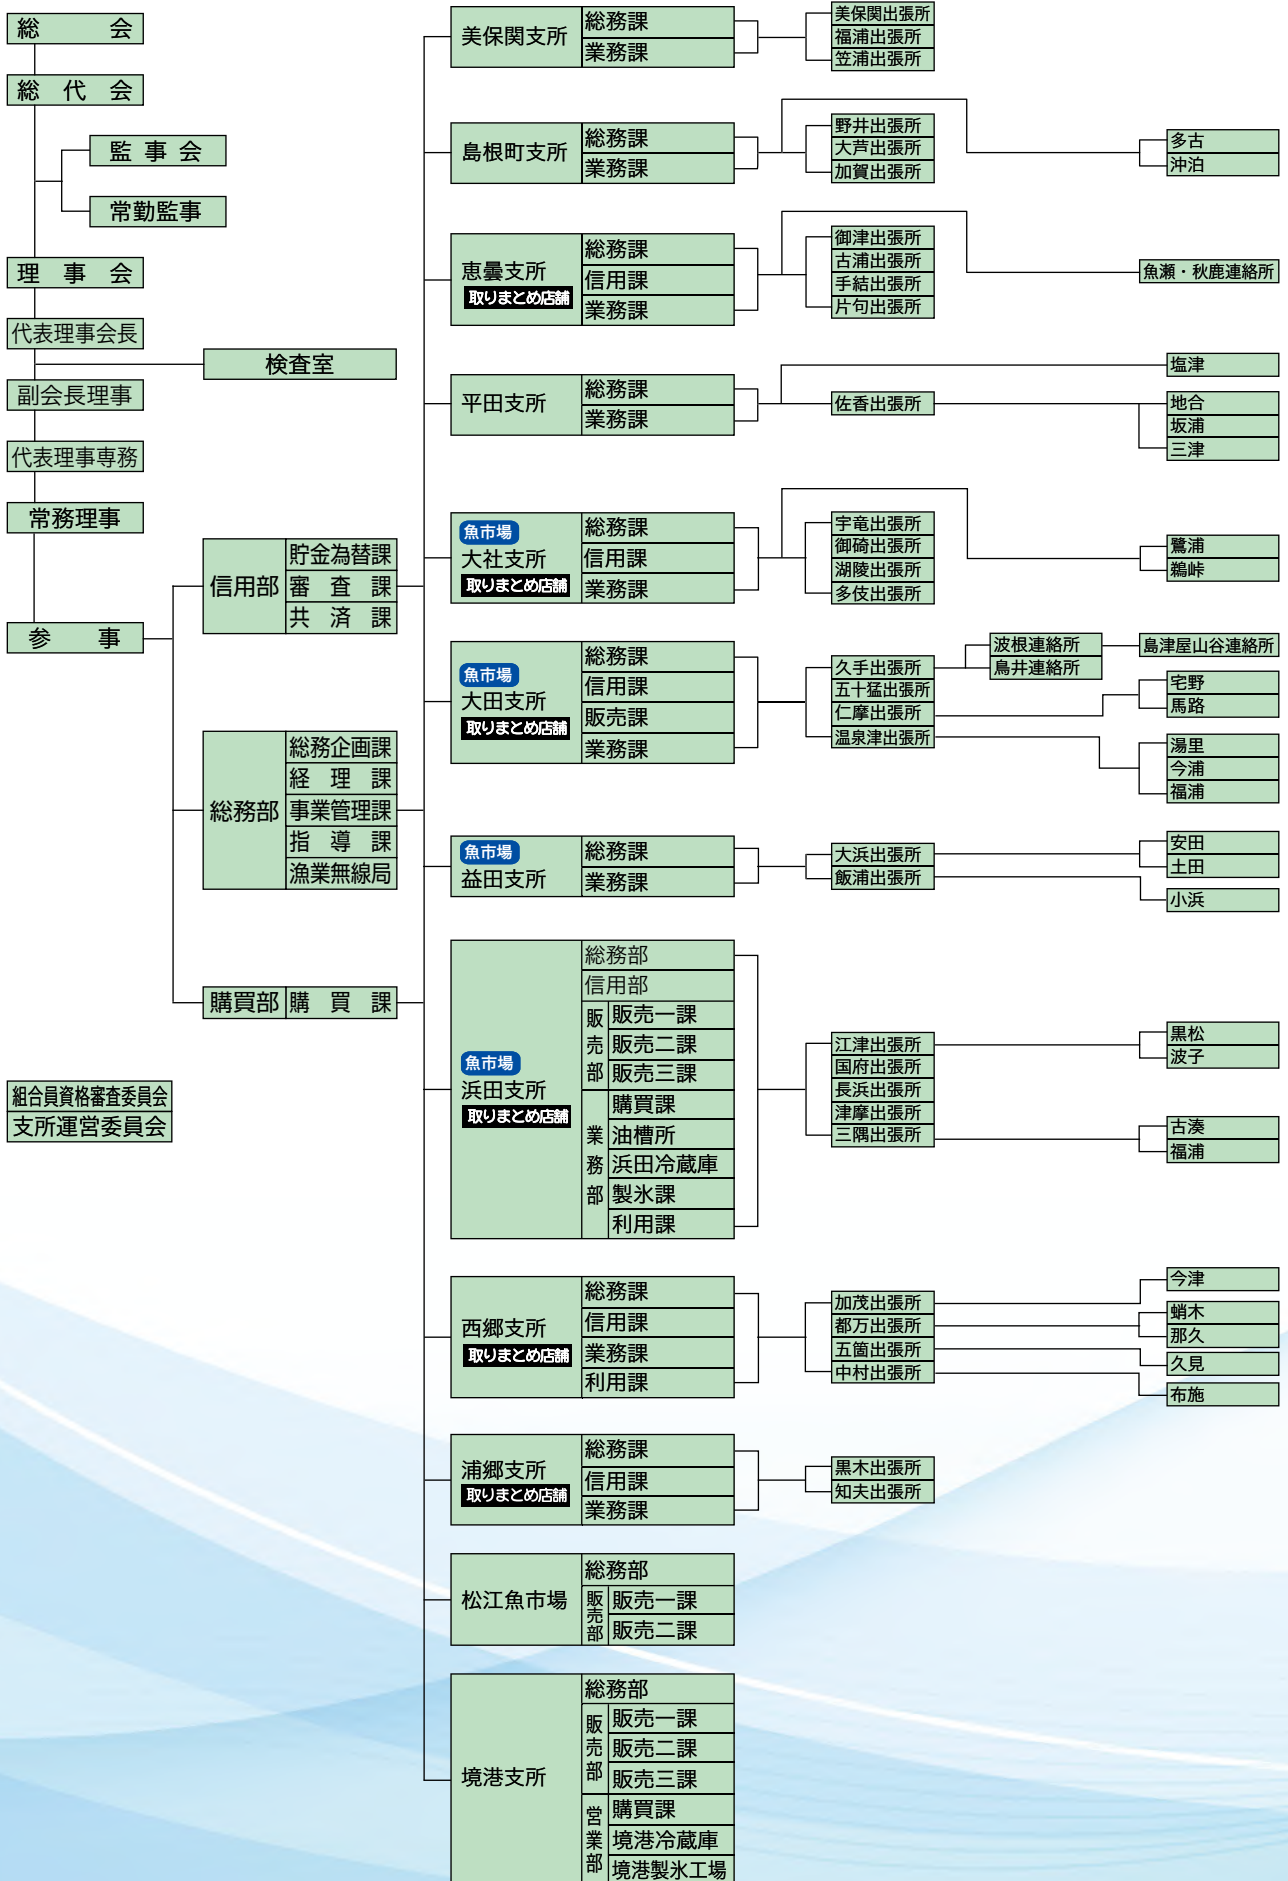 総会
総代会
監事会
常勤監事
理事会
代表理事会長
検査室
副会長理事
代表理事専務
常務理事
参事
信用部
貯金為替課
審査課
共済課
総務部
総務企画課
経理課
事業管理課
指導課
漁業無線局
購買部
購買課
組合員資格審査委員会
支所運営委員会
美保関支所
総務課
業務課
美保関出張所
福浦出張所
笠浦出張所
島根町支所
総務課
業務課
野井出張所
大芦出張所
加賀出張所
多古
沖泊
恵曇支所
取りまとめ店舗
総務課
信用課
業務課
御津出張所
古浦出張所
手結出張所
片句出張所
魚瀬・秋鹿連絡所
平田支所
総務課
業務課
佐香出張所
塩津
地合
坂浦
三津
魚市場
大社支所
取りまとめ店舗
総務課
信用課
業務課
宇竜出張所
御碕出張所
湖陵出張所
多伎出張所
鷺浦
鵜峠
魚市場
大田支所
取りまとめ店舗
総務課
信用課
販売課
業務課
久手出張所
五十猛出張所
仁摩出張所
温泉津出張所
波根連絡所
鳥井連絡所
島津屋山谷連絡所
宅野
馬路
湯里
今浦
福浦
魚市場
益田支所
総務課
業務課
大浜出張所
飯浦出張所
安田
土田
小浜
魚市場
浜田支所
取りまとめ店舗
総務部
信用部
販売部
販売一課
販売二課
販売三課
業務部
購買課
油槽所
浜田冷蔵庫
製氷課
利用課
江津出張所
国府出張所
長浜出張所
津摩出張所
三隅出張所
黒松
波子
古湊
福浦
西郷支所
取りまとめ店舗
総務課
信用課
業務課
利用課
加茂出張所
都万出張所
五箇出張所
中村出張所
今津
蛸木
那久
久見
布施
浦郷支所
取りまとめ店舗
総務課
信用課
業務課
黒木出張所
知夫出張所
松江魚市場
総務部
販売部
販売一課
販売二課
境港支所
総務部
販売部
販売一課
販売二課
販売三課
営業部
購買課
境港冷蔵庫
境港製氷工場